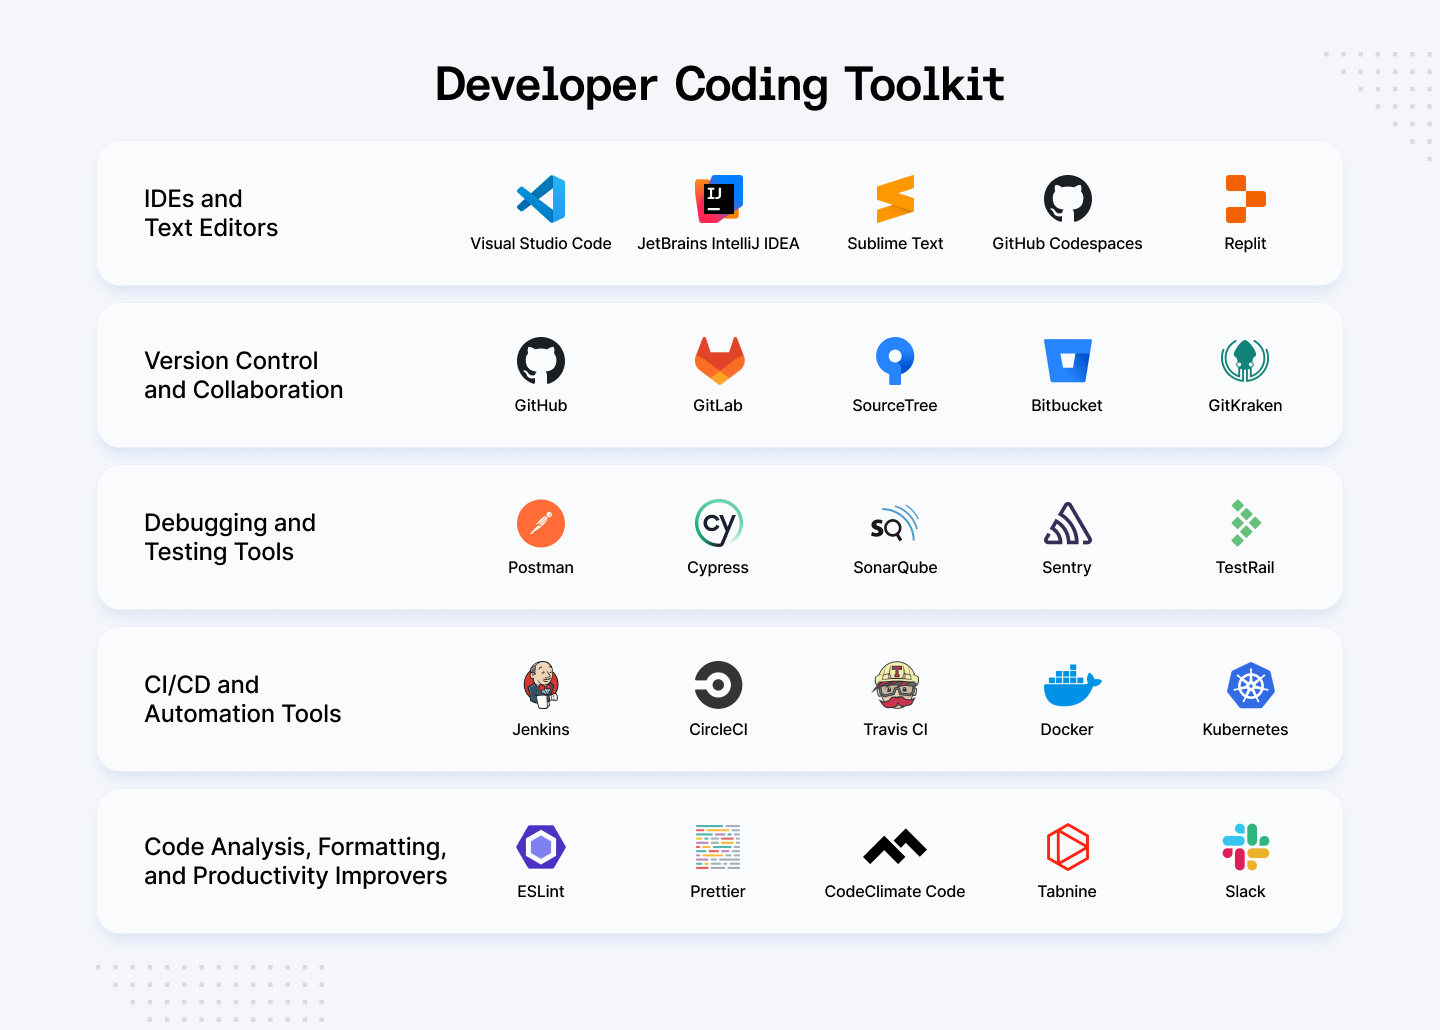 Developer Coding Toolkit
IDEs and
Text Editors
IJ
Visual Studio Code
JetBrains IntelliJ IDEA
Sublime Text
GitHub Codespaces
Replit
Version Control
and Collaboration
GitHub
GitLab
SourceTree
Bitbucket
GitKraken
Debugging and
Testing Tools
cy
SQ
Postman
Cypress
SonarQube
Sentry
TestRail
CI/CD and
Automation Tools
T
Jenkins
CircleCI
Travis CI
Docker
Kubernetes
Code Analysis, Formatting,
and Productivity Improvers
ESLint
Prettier
CodeClimate Code
Tabnine
Slack